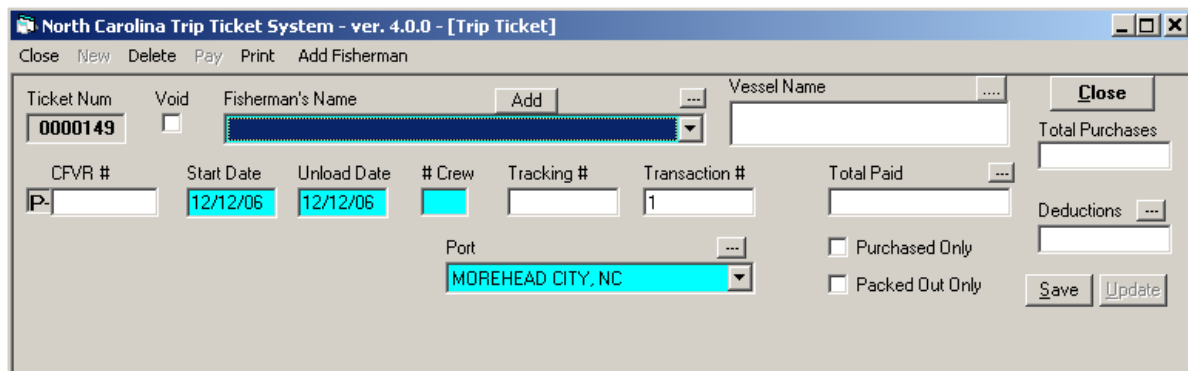 North Carolina Trip Ticket System - ver. 4.0.0 - [Trip Ticket]
Close New Delete Pay Print Add Fisherman
Ticket Num Void Fisherman's Name Add --- Vessel Name .... Close
0000149
Total Purchases
CFVR # Start Date Unload Date # Crew Tracking # Transaction # Total Paid ---
P- 12/12/06 12/12/06 1
Deductions ---
Port --- Purchased Only
MOREHEAD CITY, NC Packed Out Only Save Update